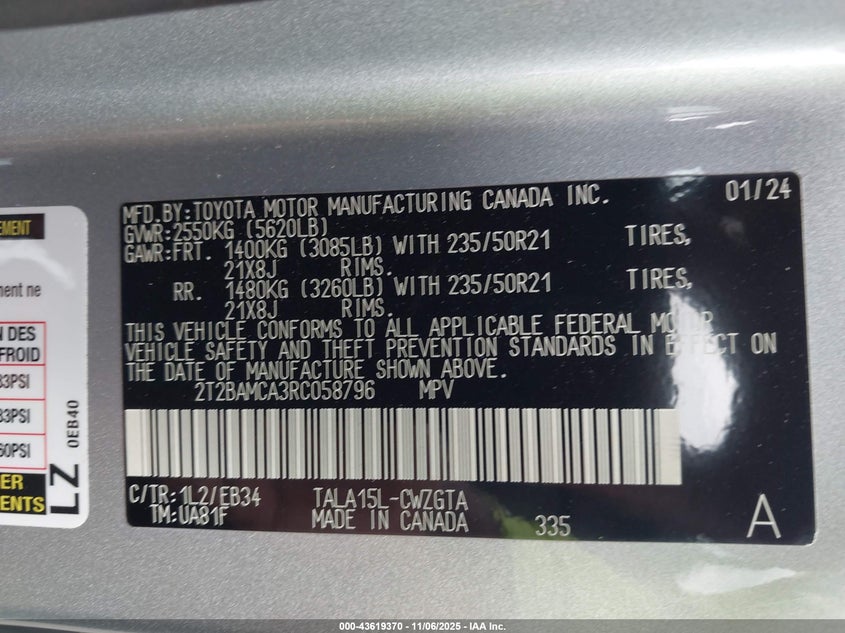 EMENT
ment ne
N DES
FROID
33PSI
33PSI
60PSI
ER
ENTS
LZ
0EB40
MFD.BY:TOYOTA MOTOR MANUFACTURING CANADA INC. 01/24
GVWR:2550KG (5620LB)
GAWR:FRT. 1400KG (3085LB) WITH 235/50R21 TIRES,
21X8J RIMS.
RR. 1480KG (3260LB) WITH 235/50R21 TIRES,
21X8J RIMS.
THIS VEHICLE CONFORMS TO ALL APPLICABLE FEDERAL MOTOR
VEHICLE SAFETY AND THEFT PREVENTION STANDARDS IN EFFECT ON
THE DATE OF MANUFACTURE SHOWN ABOVE.
2T2BAMCA3RC058796 MPV
C/TR:1L2/EB34 TALA15L-CWZGTA
TM:UA81F MADE IN CANADA 335 A
000-43619370 - 11/06/2025 - IAA Inc.